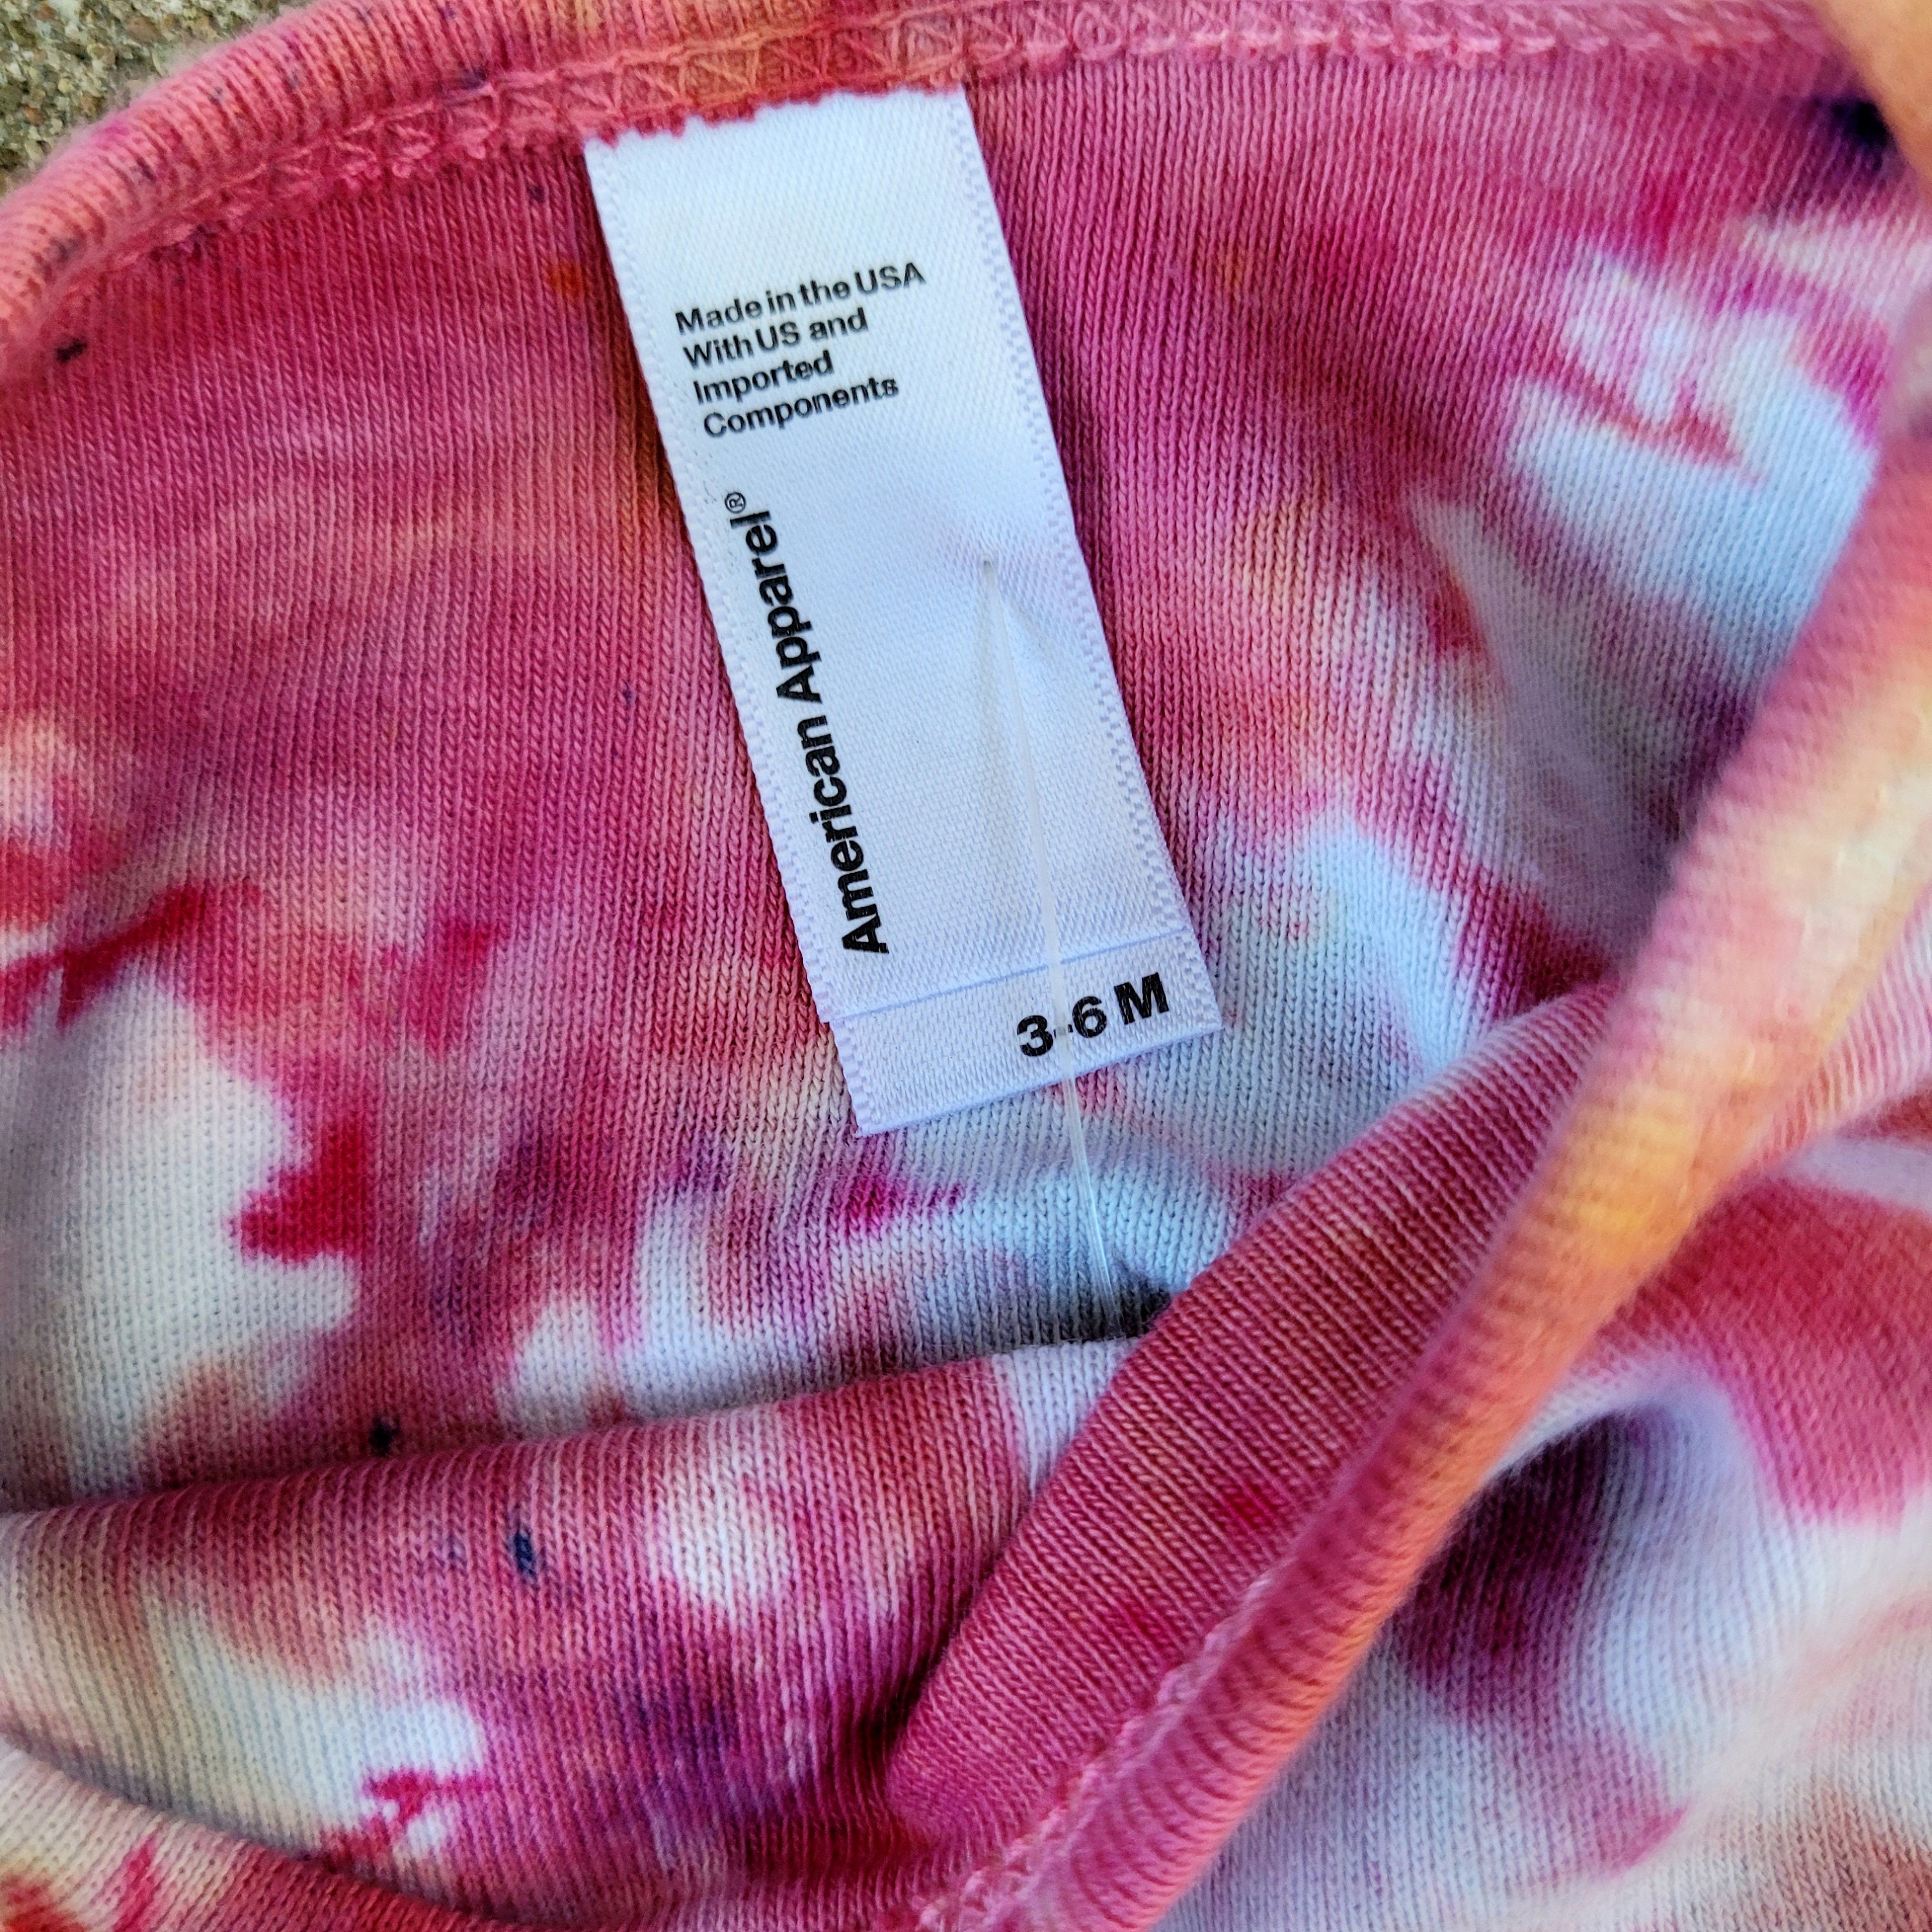 Made in the USA
With US and
Imported
Components
American Apparel®
3-6 M